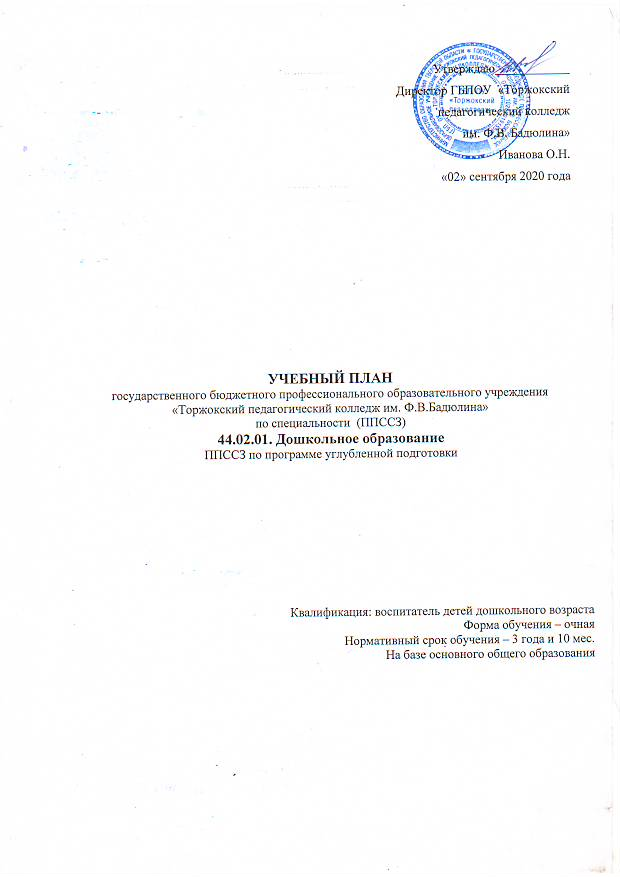 Утверждаю
Директор ГБПОУ «Торжокский
педагогический колледж
им. Ф.В. Бадюлина»
Иванова О.Н.
«02» сентября 2020 года
«Торжокский
УЧЕБНЫЙ ПЛАН
государственного бюджетного профессионального образовательного учреждения
«Торжокский педагогический колледж им. Ф.В.Бадюлина»
по специальности (ППССЗ)
44.02.01. Дошкольное образование
ППССЗ по программе углубленной подготовки
Квалификация: воспитатель детей дошкольного возраста
Форма обучения – очная
Нормативный срок обучения – 3 года и 10 мес.
На базе основного общего образования